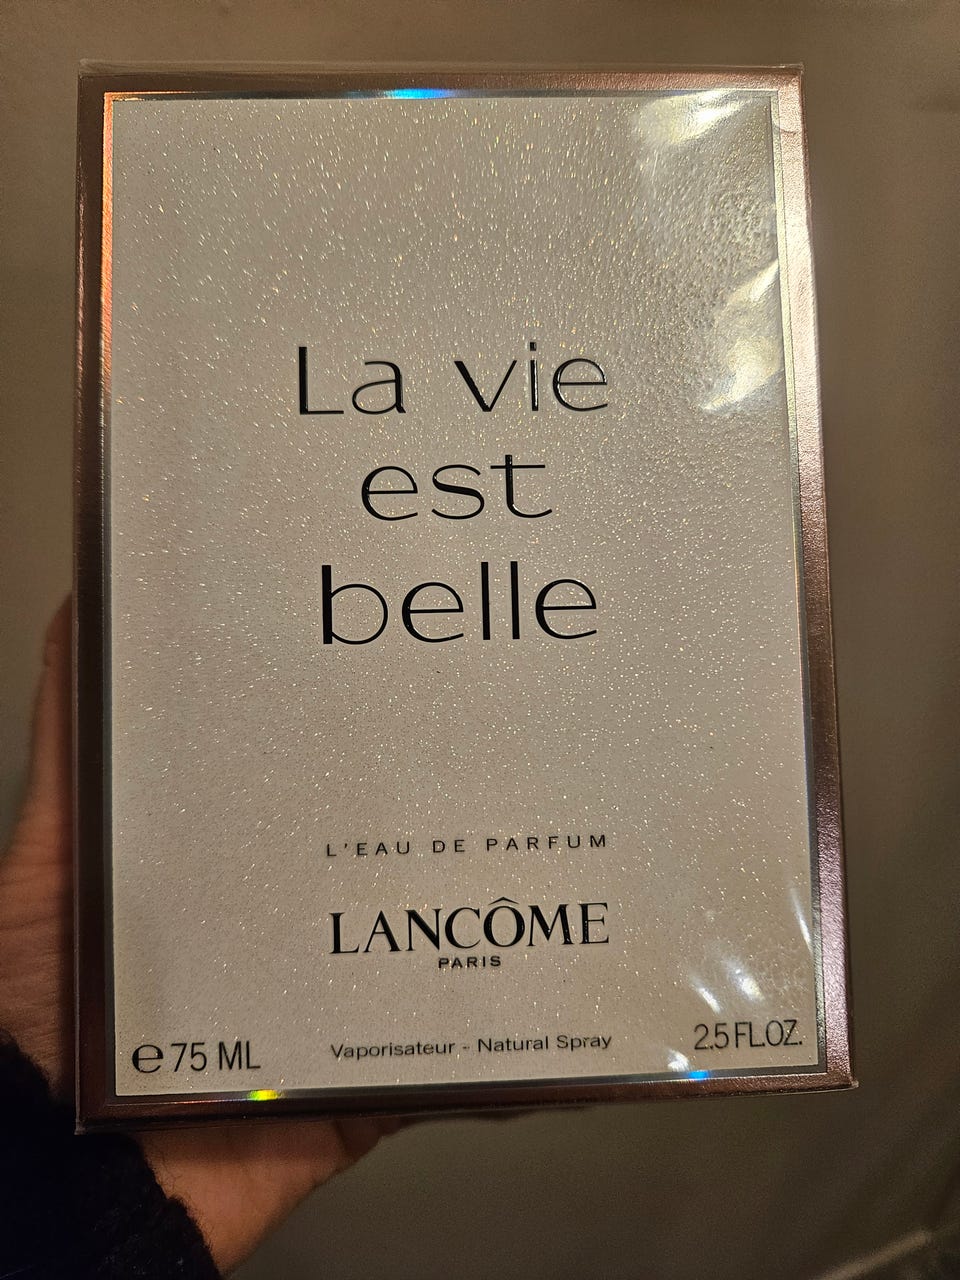 La vie
est
belle
L'EAU DE PARFUM
LANCÔME
PARIS
℮ 75 ML
Vaporisateur - Natural Spray
2.5 FL.OZ.